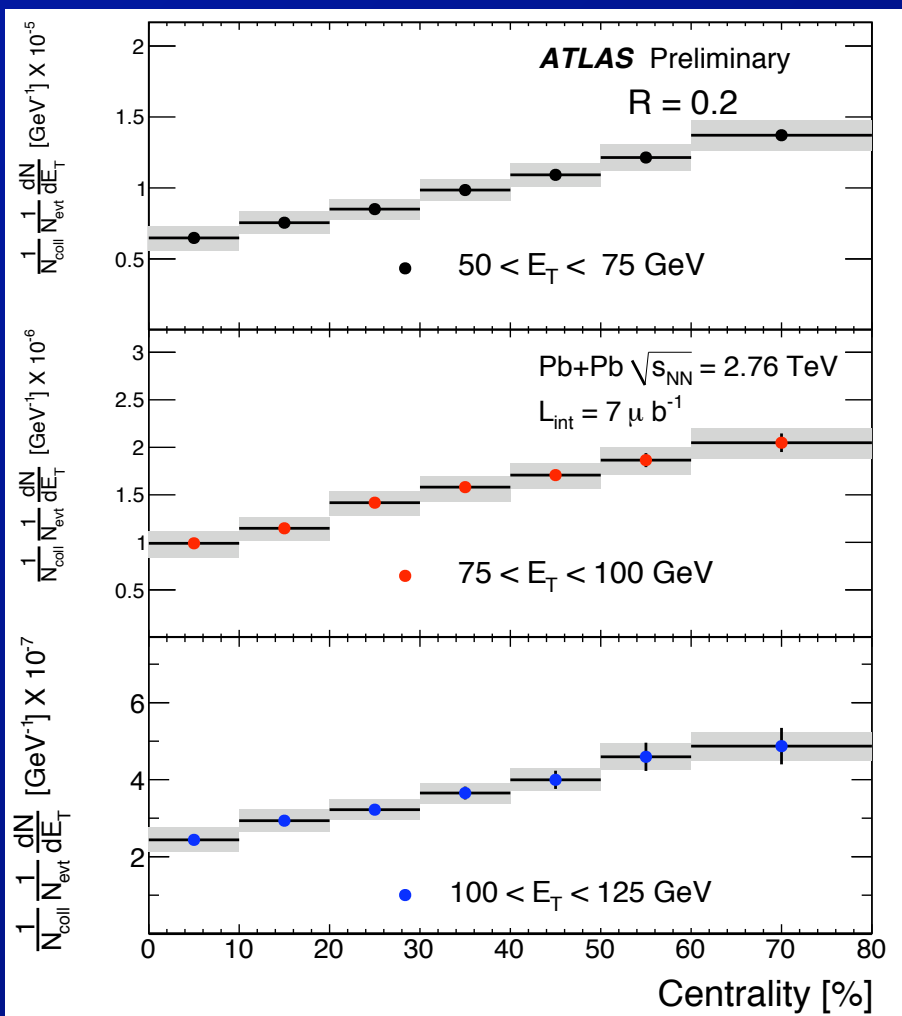 ATLAS Preliminary
R = 0.2
2
1.5
1
0.5
1/N_coll 1/N_evt dN/dE_T [GeV^-1] X 10^-5
50 < E_T < 75 GeV
Pb+Pb √s_NN = 2.76 TeV
L_int = 7 μ b^-1
3
2.5
2
1.5
1
0.5
1/N_coll 1/N_evt dN/dE_T [GeV^-1] X 10^-6
75 < E_T < 100 GeV
6
4
2
1/N_coll 1/N_evt dN/dE_T [GeV^-1] X 10^-7
100 < E_T < 125 GeV
0 10 20 30 40 50 60 70 80
Centrality [%]